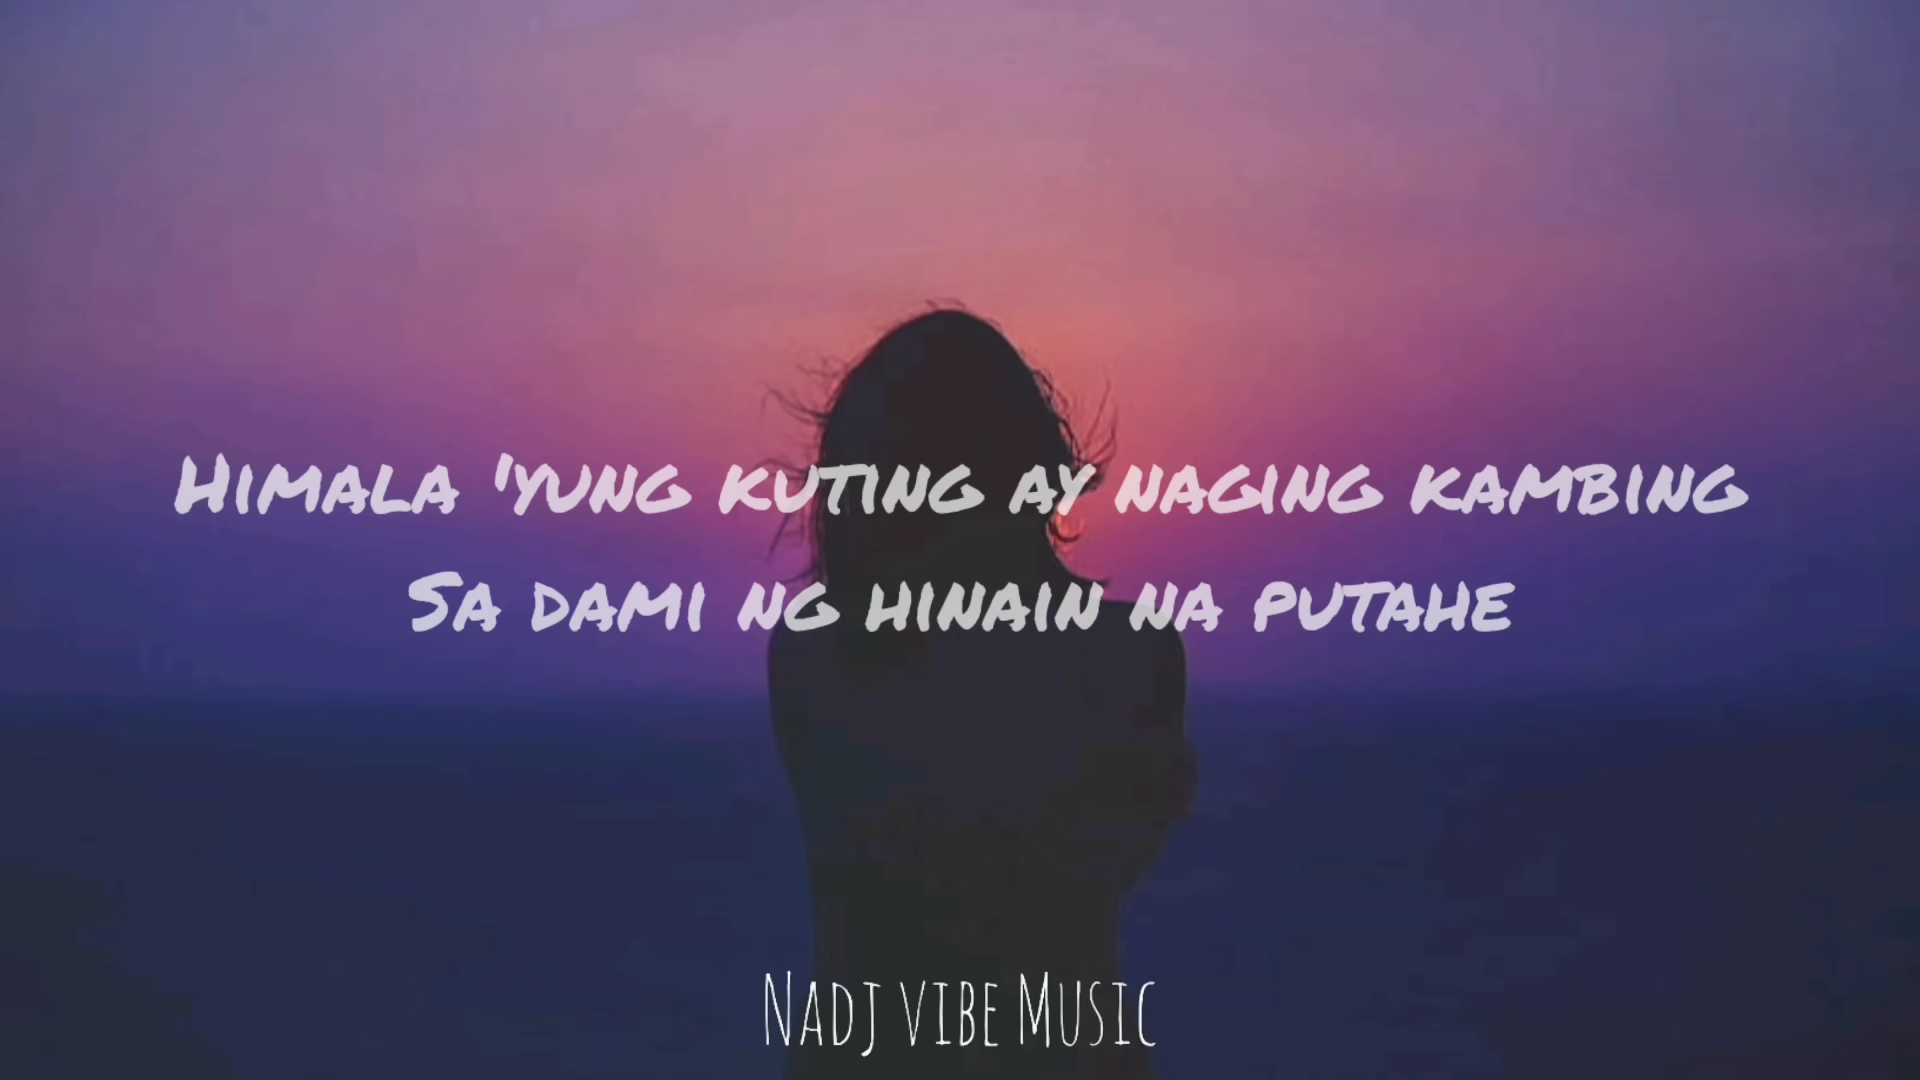 Himala 'yung kuting ay naging kambing
Sa dami ng hinain na putahe
Nadj vibe Music